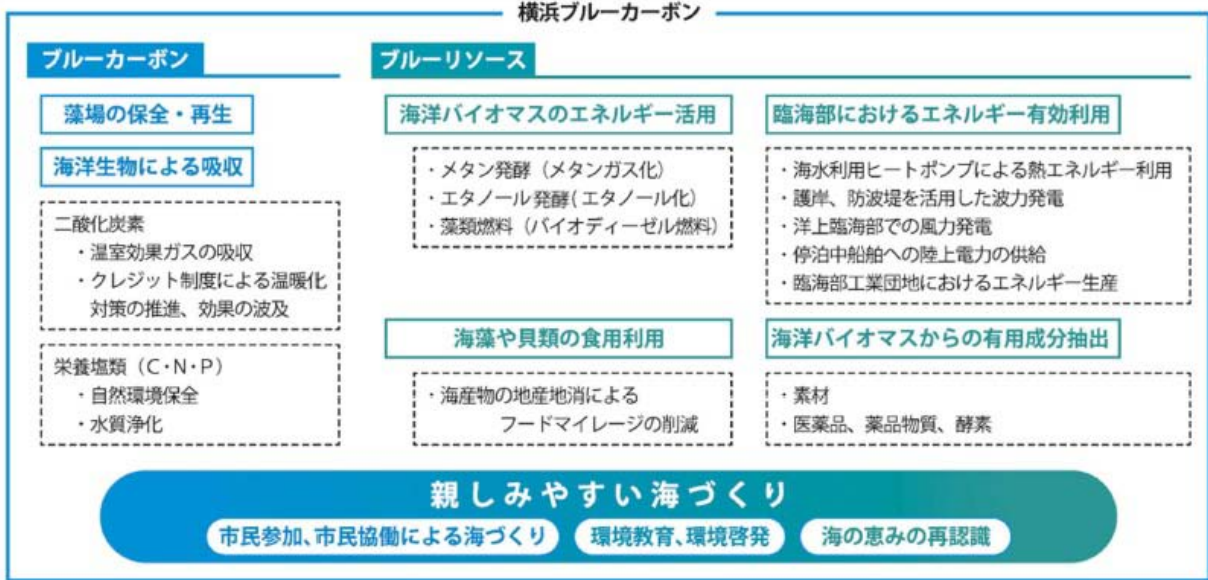 横浜ブルーカーボン
ブルーカーボン
藻場の保全・再生
海洋生物による吸収
二酸化炭素
・温室効果ガスの吸収
・クレジット制度による温暖化
対策の推進、効果の波及
栄養塩類（C・N・P）
・自然環境保全
・水質浄化
ブルーリソース
海洋バイオマスのエネルギー活用
・メタン発酵（メタンガス化）
・エタノール発酵( エタノール化）
・藻類燃料（バイオディーゼル燃料）
臨海部におけるエネルギー有効利用
・海水利用ヒートポンプによる熱エネルギー利用
・護岸、防波堤を活用した波力発電
・洋上臨海部での風力発電
・停泊中船舶への陸上電力の供給
・臨海部工業団地におけるエネルギー生産
海藻や貝類の食用利用
・海産物の地産地消による
フードマイレージの削減
海洋バイオマスからの有用成分抽出
・素材
・医薬品、薬品物質、酵素
親しみやすい海づくり
市民参加、市民協働による海づくり
環境教育、環境啓発
海の恵みの再認識